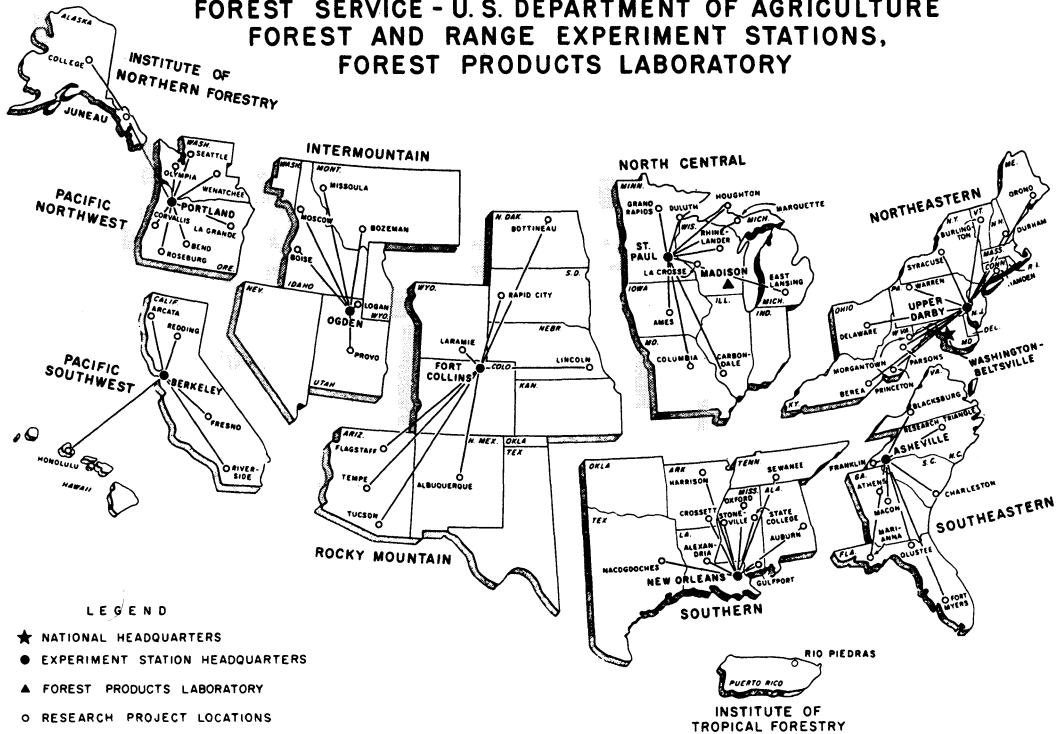 FOREST SERVICE - U. S. DEPARTMENT OF AGRICULTURE
FOREST AND RANGE EXPERIMENT STATIONS,
FOREST PRODUCTS LABORATORY
ALASKA
COLLEGE
INSTITUTE OF
NORTHERN FORESTRY
JUNEAU
PACIFIC
NORTHWEST
WASH.
SEATTLE
OLYMPIA
WENATCHEE
PORTLAND
CORVALLIS
LA GRANDE
BEND
ROSEBURG
ORE.
INTERMOUNTAIN
WASH.
MONT.
MISSOULA
MOSCOW
BOZEMAN
BOISE
IDAHO
NEV.
LOGAN
WYO.
OGDEN
PROVO
UTAH
PACIFIC
SOUTHWEST
CALIF
ARCATA
REDDING
BERKELEY
FRESNO
RIVER-
SIDE
HONOLULU
HAWAII
N. DAK.
BOTTINEAU
S.D.
WYO.
RAPID CITY
NEBR
LARAMIE
LINCOLN
FORT
COLLINS
COLO
KAN.
ARIZ.
N. MEX.
OKLA
TEX
FLAGSTAFF
TEMPE
ALBUQUERQUE
TUCSON
ROCKY MOUNTAIN
NORTH CENTRAL
MINN.
GRAND
RAPIDS
DULUTH
HOUGHTON
MARQUETTE
MICH.
WIS.
RHINE-
LANDER
ST.
PAUL
LA CROSSE
MADISON
EAST
LANSING
MICH.
IOWA
ILL.
IND.
AMES
MO.
COLUMBIA
CARBON-
DALE
NORTHEASTERN
ME.
ORONO
N.Y.
VT.
N.H.
BURLING-
TON
DURHAM
MASS
CONN.
R I.
HAMDEN
SYRACUSE
PA.
WARREN
OHIO
UPPER
DARBY
N.J.
DELAWARE
W VA
MD
DEL.
MORGANTOWN
PARSONS
BEREA
PRINCETON
KY.
WASHINGTON-
BELTSVILLE
VA.
BLACKSBURG
RESEARCH TRIANGLE
ASHEVILLE
N.C.
S.C.
FRANKLIN
GA.
ATHENS
CHARLESTON
MACON
MARI-
ANNA
SOUTHEASTERN
FLA.
OLUSTEE
FORT
MYERS
OKLA
ARK
TENN
HARRISON
SEWANEE
MISS.
ALA.
OXFORD
TEX
CROSSETT
STONE-
VILLE
STATE
COLLEGE
LA.
ALEXAN-
DRIA
AUBURN
NACOGDOCHES
NEW ORLEANS
GULFPORT
SOUTHERN
RIO PIEDRAS
PUERTO RICO
INSTITUTE OF
TROPICAL FORESTRY
LEGEND
NATIONAL HEADQUARTERS
EXPERIMENT STATION HEADQUARTERS
FOREST PRODUCTS LABORATORY
RESEARCH PROJECT LOCATIONS